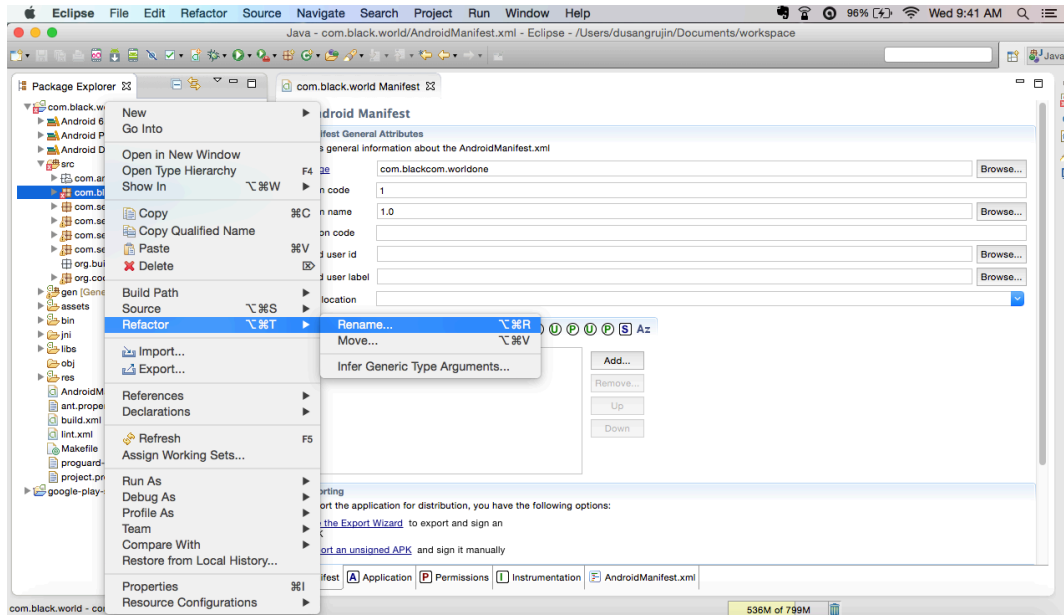 Eclipse File Edit Refactor Source Navigate Search Project Run Window Help 96% Wed 9:41 AM
Java - com.black.world/AndroidManifest.xml - Eclipse - /Users/dusangrujin/Documents/workspace
Java
Package Explorer
com.black.world Manifest
com.black.w
Android 6
Android P
Android D
src
com.ar
com.bl
com.se
com.se
com.se
com.se
org.bui
org.coc
gen [Gene
assets
bin
jni
libs
obj
res
AndroidM
ant.prope
build.xml
lint.xml
Makefile
proguard-
project.pr
google-play-
New
Go Into
Open in New Window
Open Type Hierarchy F4
Show In ⌥⌘W
Copy ⌘C
Copy Qualified Name
Paste ⌘V
Delete ⌦
Build Path
Source ⌥⌘S
Refactor ⌥⌘T
Import...
Export...
References
Declarations
Refresh F5
Assign Working Sets...
Run As
Debug As
Profile As
Team
Compare With
Restore from Local History...
Properties ⌘I
Resource Configurations
Rename... ⌥⌘R
Move... ⌥⌘V
Infer Generic Type Arguments...
droid Manifest
ifest General Attributes
s general information about the AndroidManifest.xml
ge com.blackcom.worldone Browse...
n code 1
n name 1.0 Browse...
on code
d user id Browse...
d user label Browse...
location
U P U P S Az
Add...
Remove...
Up
Down
orting
ort the application for distribution, you have the following options:
e the Export Wizard to export and sign an
K
ort an unsigned APK and sign it manually
ifest A Application P Permissions I Instrumentation AndroidManifest.xml
com.black.world - co
536M of 799M